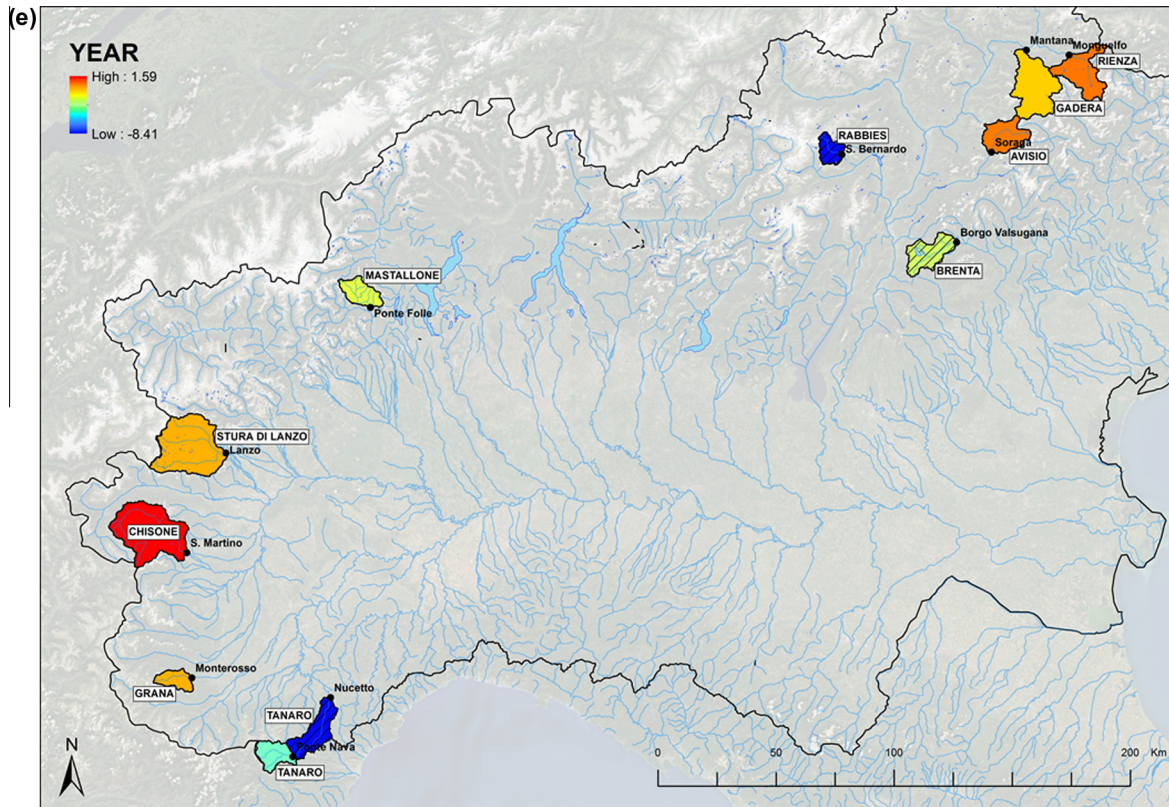 (e)
YEAR
High : 1.59
Low : -8.41
Mantana
Monguelfo
RIENZA
GADERA
RABBIES
S. Bernardo
Soraga
AVISIO
Borgo Valsugana
BRENTA
MASTALLONE
Ponte Folle
STURA DI LANZO
Lanzo
CHISONE
S. Martino
Monterosso
GRANA
Nucetto
TANARO
Ponte Nava
TANARO
N
0 50 100 200 Km